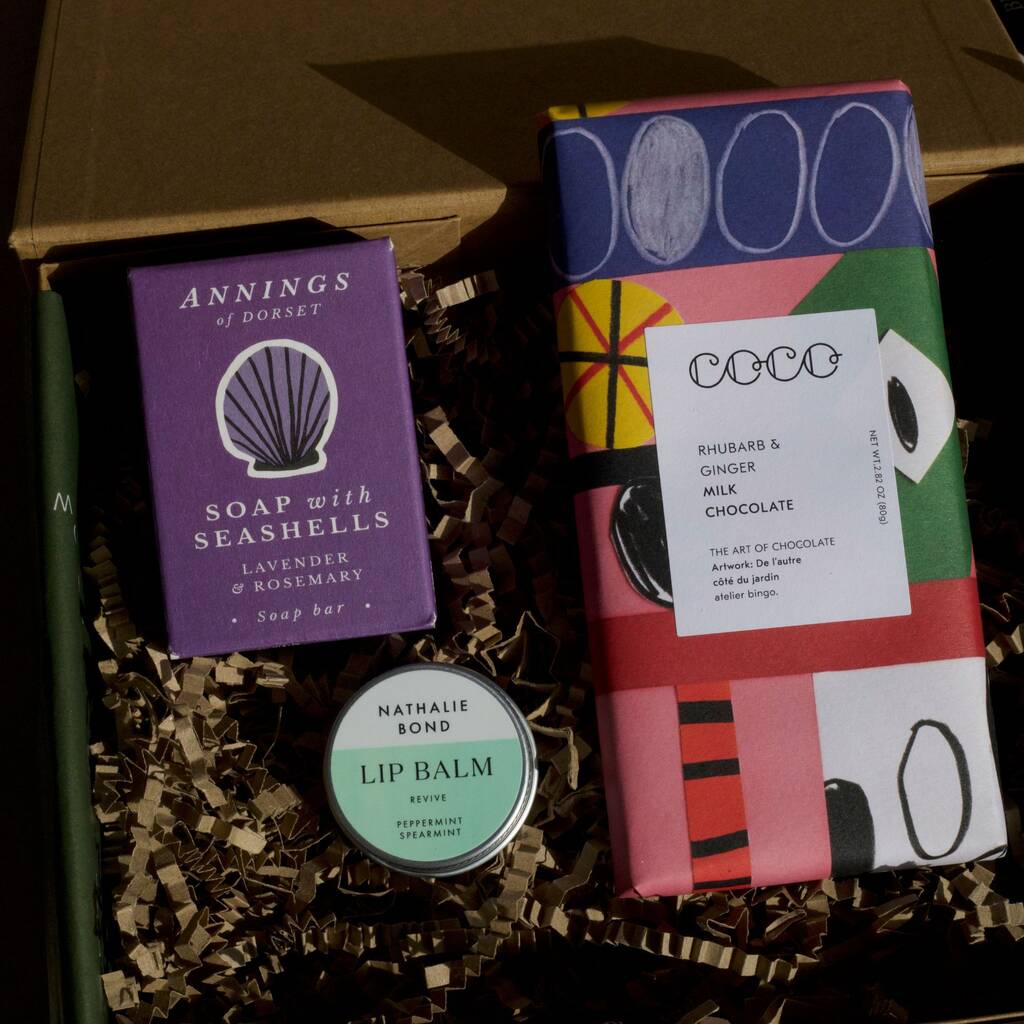 ANNINGS
of DORSET
SOAP with
SEASHELLS
LAVENDER
& ROSEMARY
• Soap bar •
NATHALIE
BOND
LIP BALM
REVIVE
PEPPERMINT
SPEARMINT
COCO
RHUBARB &
GINGER
MILK
CHOCOLATE
THE ART OF CHOCOLATE
Artwork: De l'autre
côté du jardin
atelier bingo.
NET WT.2.82 OZ (80g)